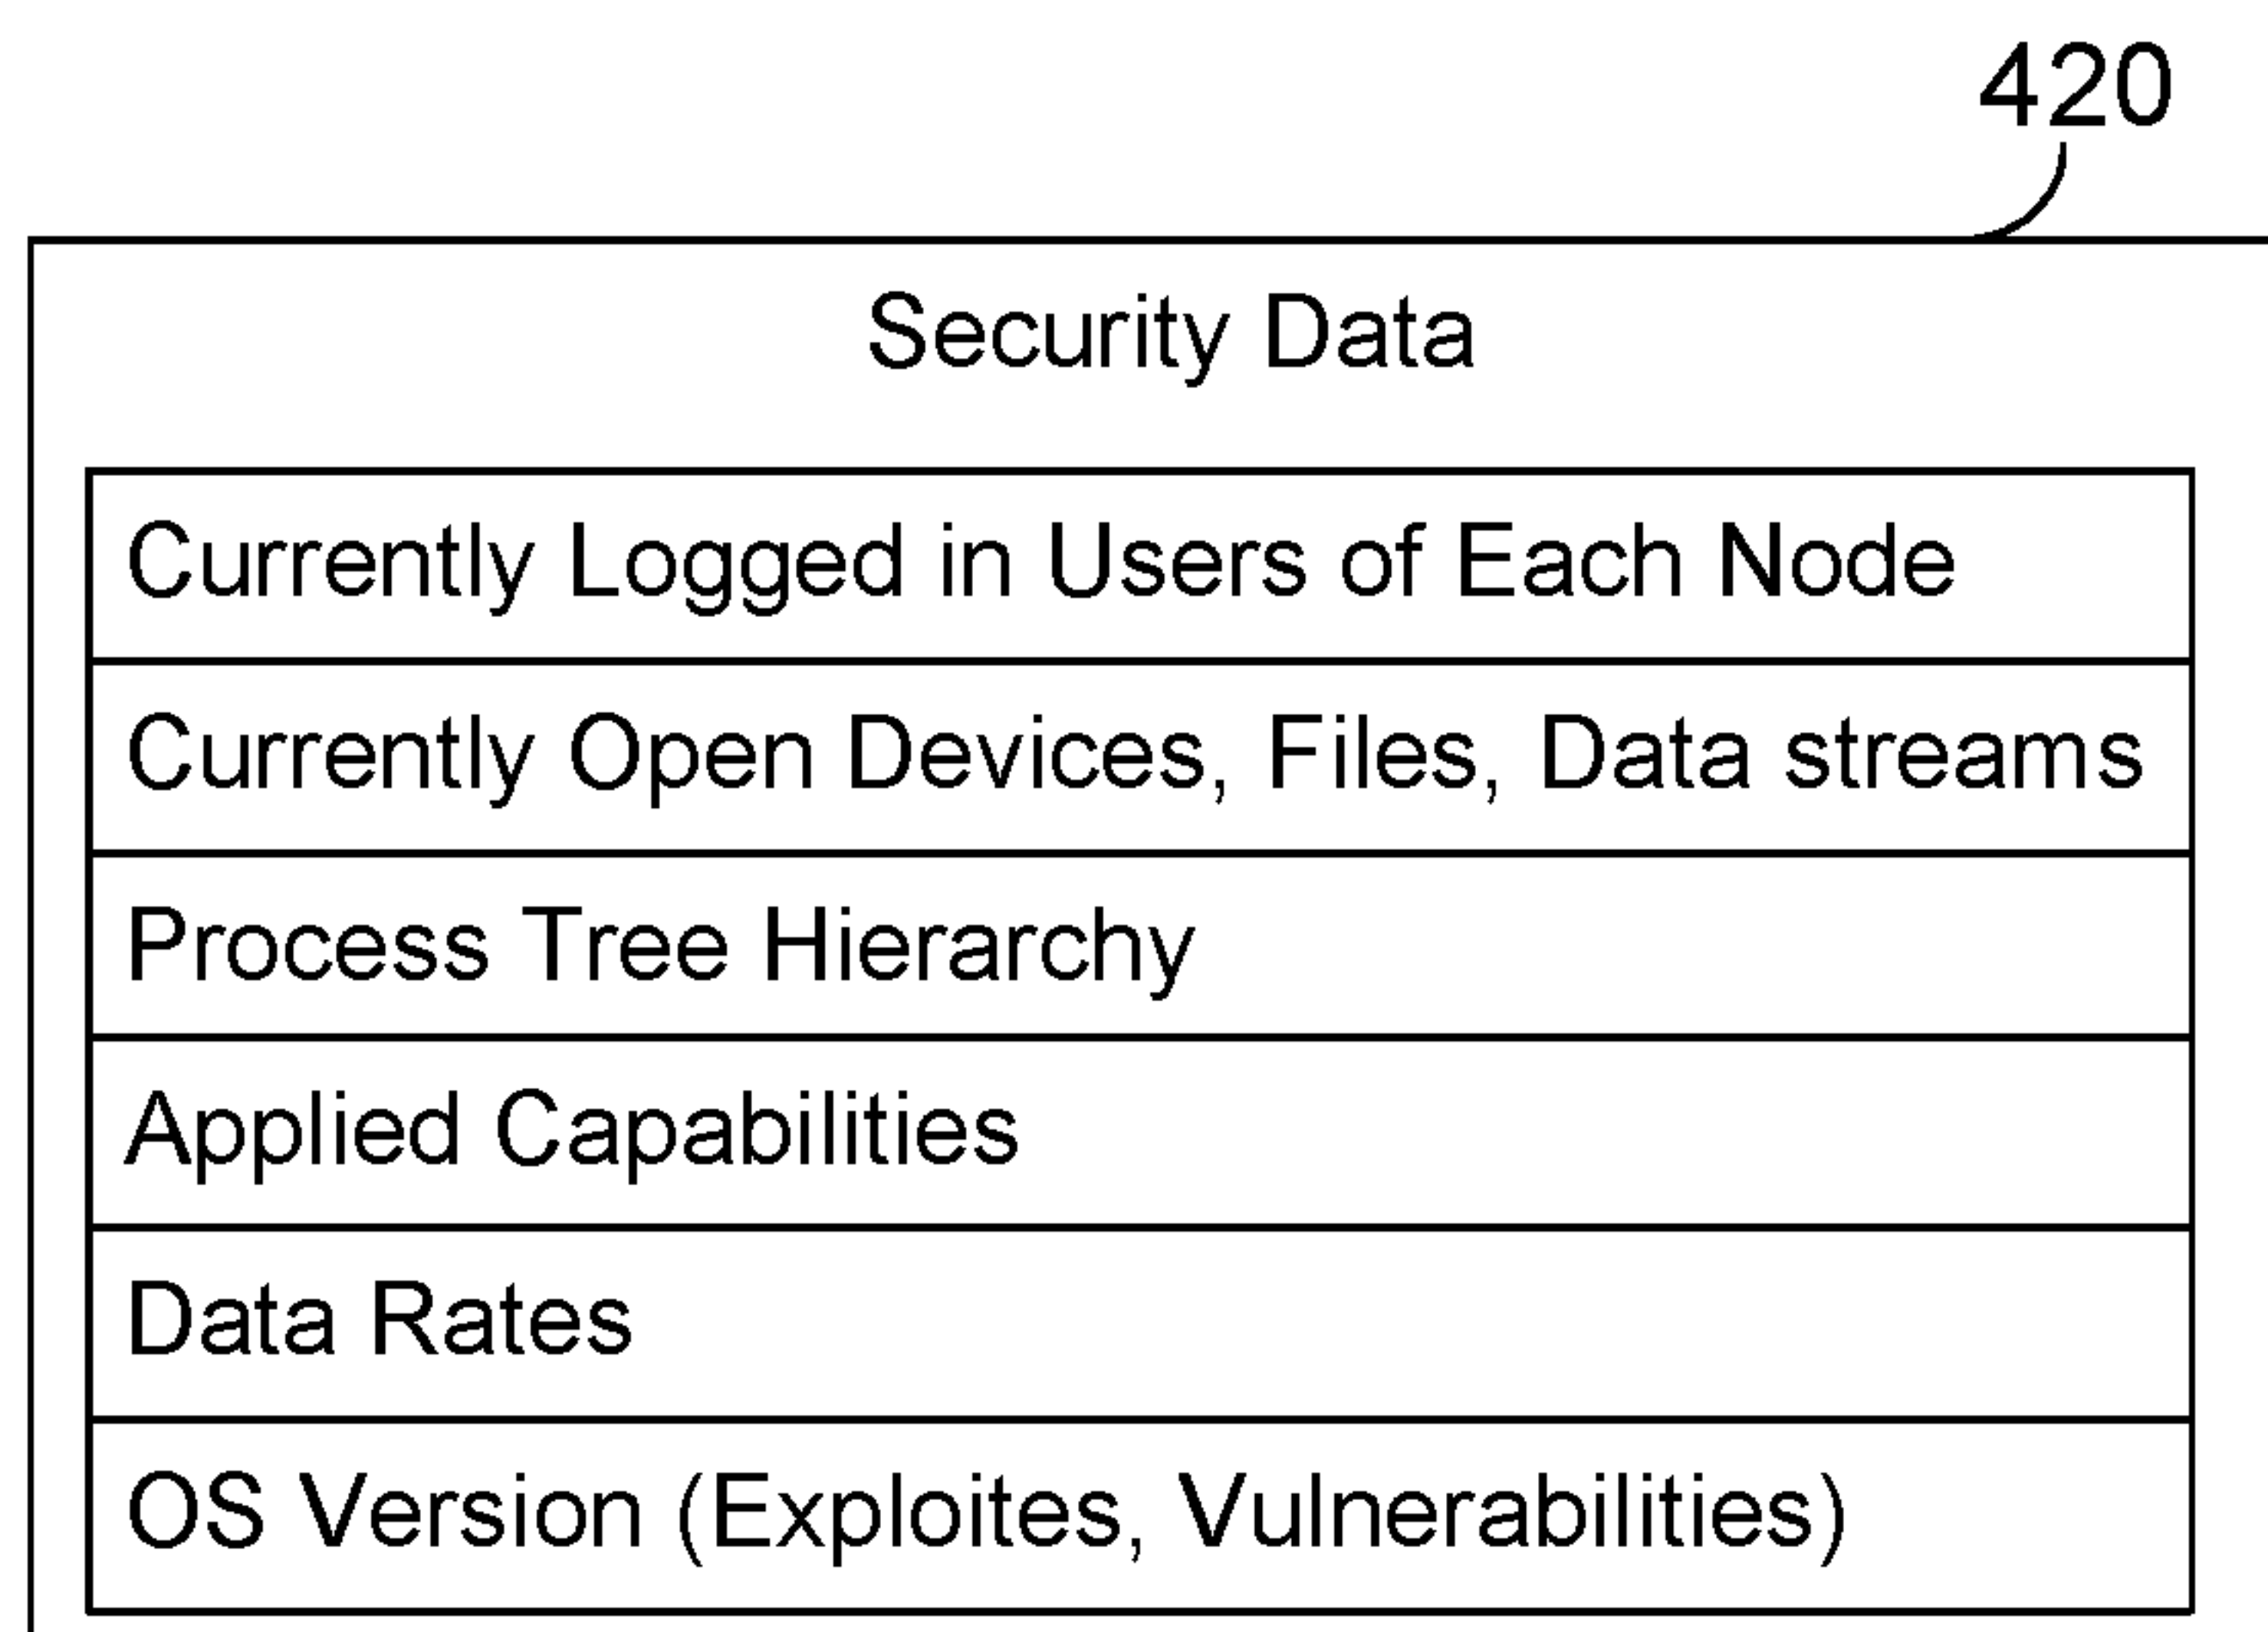 420
Security Data
Currently Logged in Users of Each Node
Currently Open Devices, Files, Data streams
Process Tree Hierarchy
Applied Capabilities
Data Rates
OS Version (Exploites, Vulnerabilities)